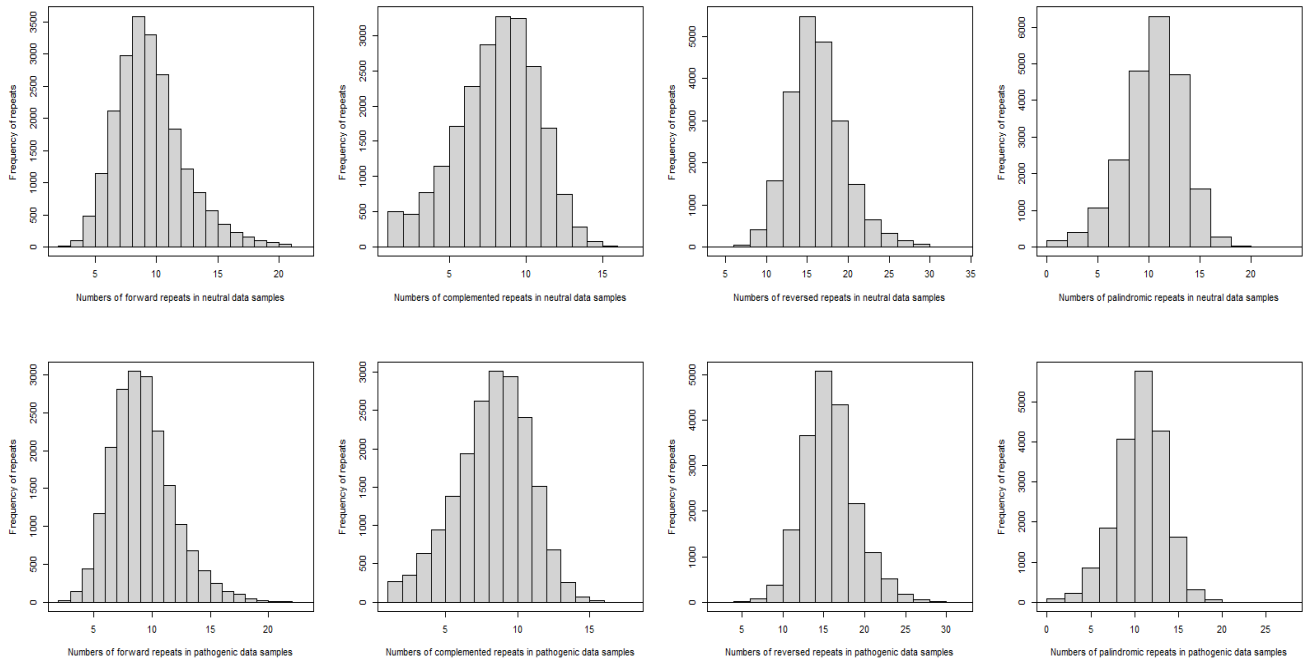 Frequency of repeats
0 500 1000 1500 2000 2500 3000 3500
5 10 15 20
Numbers of forward repeats in neutral data samples
Frequency of repeats
0 500 1000 1500 2000 2500 3000
5 10 15
Numbers of complemented repeats in neutral data samples
Frequency of repeats
0 1000 2000 3000 4000 5000
5 10 15 20 25 30 35
Numbers of reversed repeats in neutral data samples
Frequency of repeats
0 1000 2000 3000 4000 5000 6000
0 5 10 15 20
Numbers of palindromic repeats in neutral data samples
Frequency of repeats
0 500 1000 1500 2000 2500 3000
5 10 15 20
Numbers of forward repeats in pathogenic data samples
Frequency of repeats
0 500 1000 1500 2000 2500 3000
5 10 15
Numbers of complemented repeats in pathogenic data samples
Frequency of repeats
0 1000 2000 3000 4000 5000
5 10 15 20 25 30
Numbers of reversed repeats in pathogenic data samples
Frequency of repeats
0 1000 2000 3000 4000 5000
0 5 10 15 20 25
Numbers of palindromic repeats in pathogenic data samples